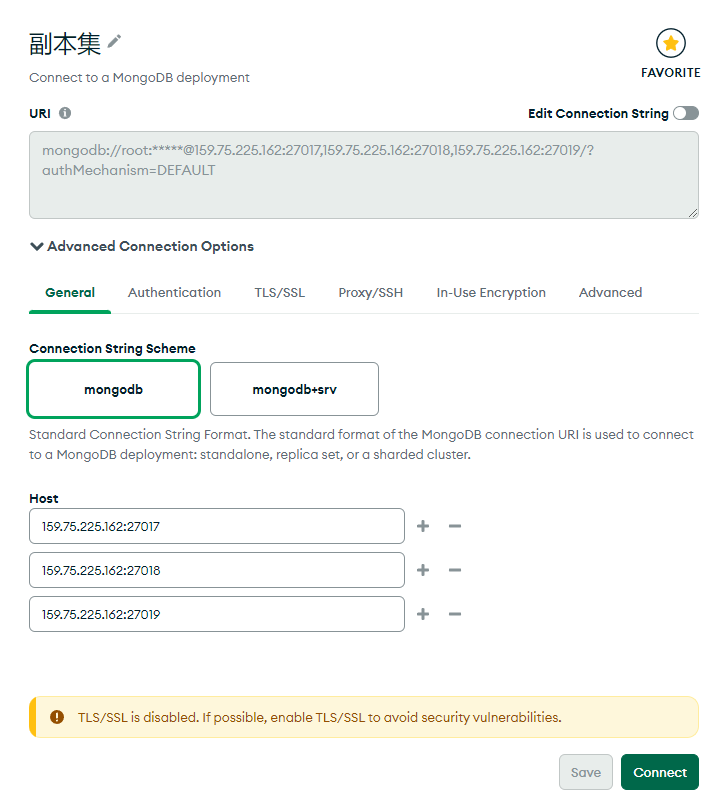 副本集
FAVORITE
Connect to a MongoDB deployment
URI
Edit Connection String
mongodb://root:*****@159.75.225.162:27017,159.75.225.162:27018,159.75.225.162:27019/?
authMechanism=DEFAULT
Advanced Connection Options
General Authentication TLS/SSL Proxy/SSH In-Use Encryption Advanced
Connection String Scheme
mongodb mongodb+srv
Standard Connection String Format. The standard format of the MongoDB connection URI is used to connect
to a MongoDB deployment: standalone, replica set, or a sharded cluster.
Host
159.75.225.162:27017
159.75.225.162:27018
159.75.225.162:27019
TLS/SSL is disabled. If possible, enable TLS/SSL to avoid security vulnerabilities.
Save Connect